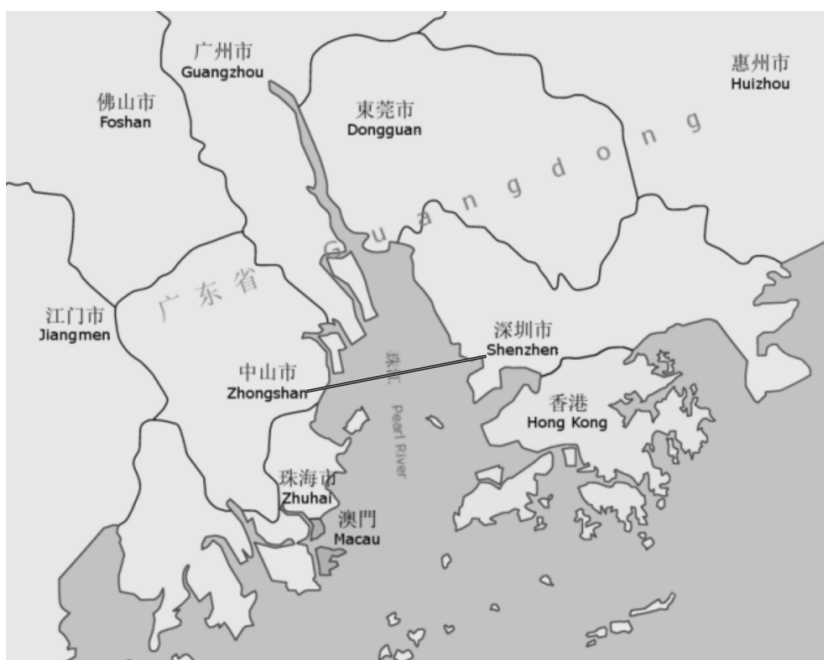 广州市
Guangzhou
惠州市
Huizhou
佛山市
Foshan
東莞市
Dongguan
Guangdong
广东省
江门市
Jiangmen
深圳市
Shenzhen
中山市
Zhongshan
珠江 Pearl River
香港
Hong Kong
珠海市
Zhuhai
澳門
Macau